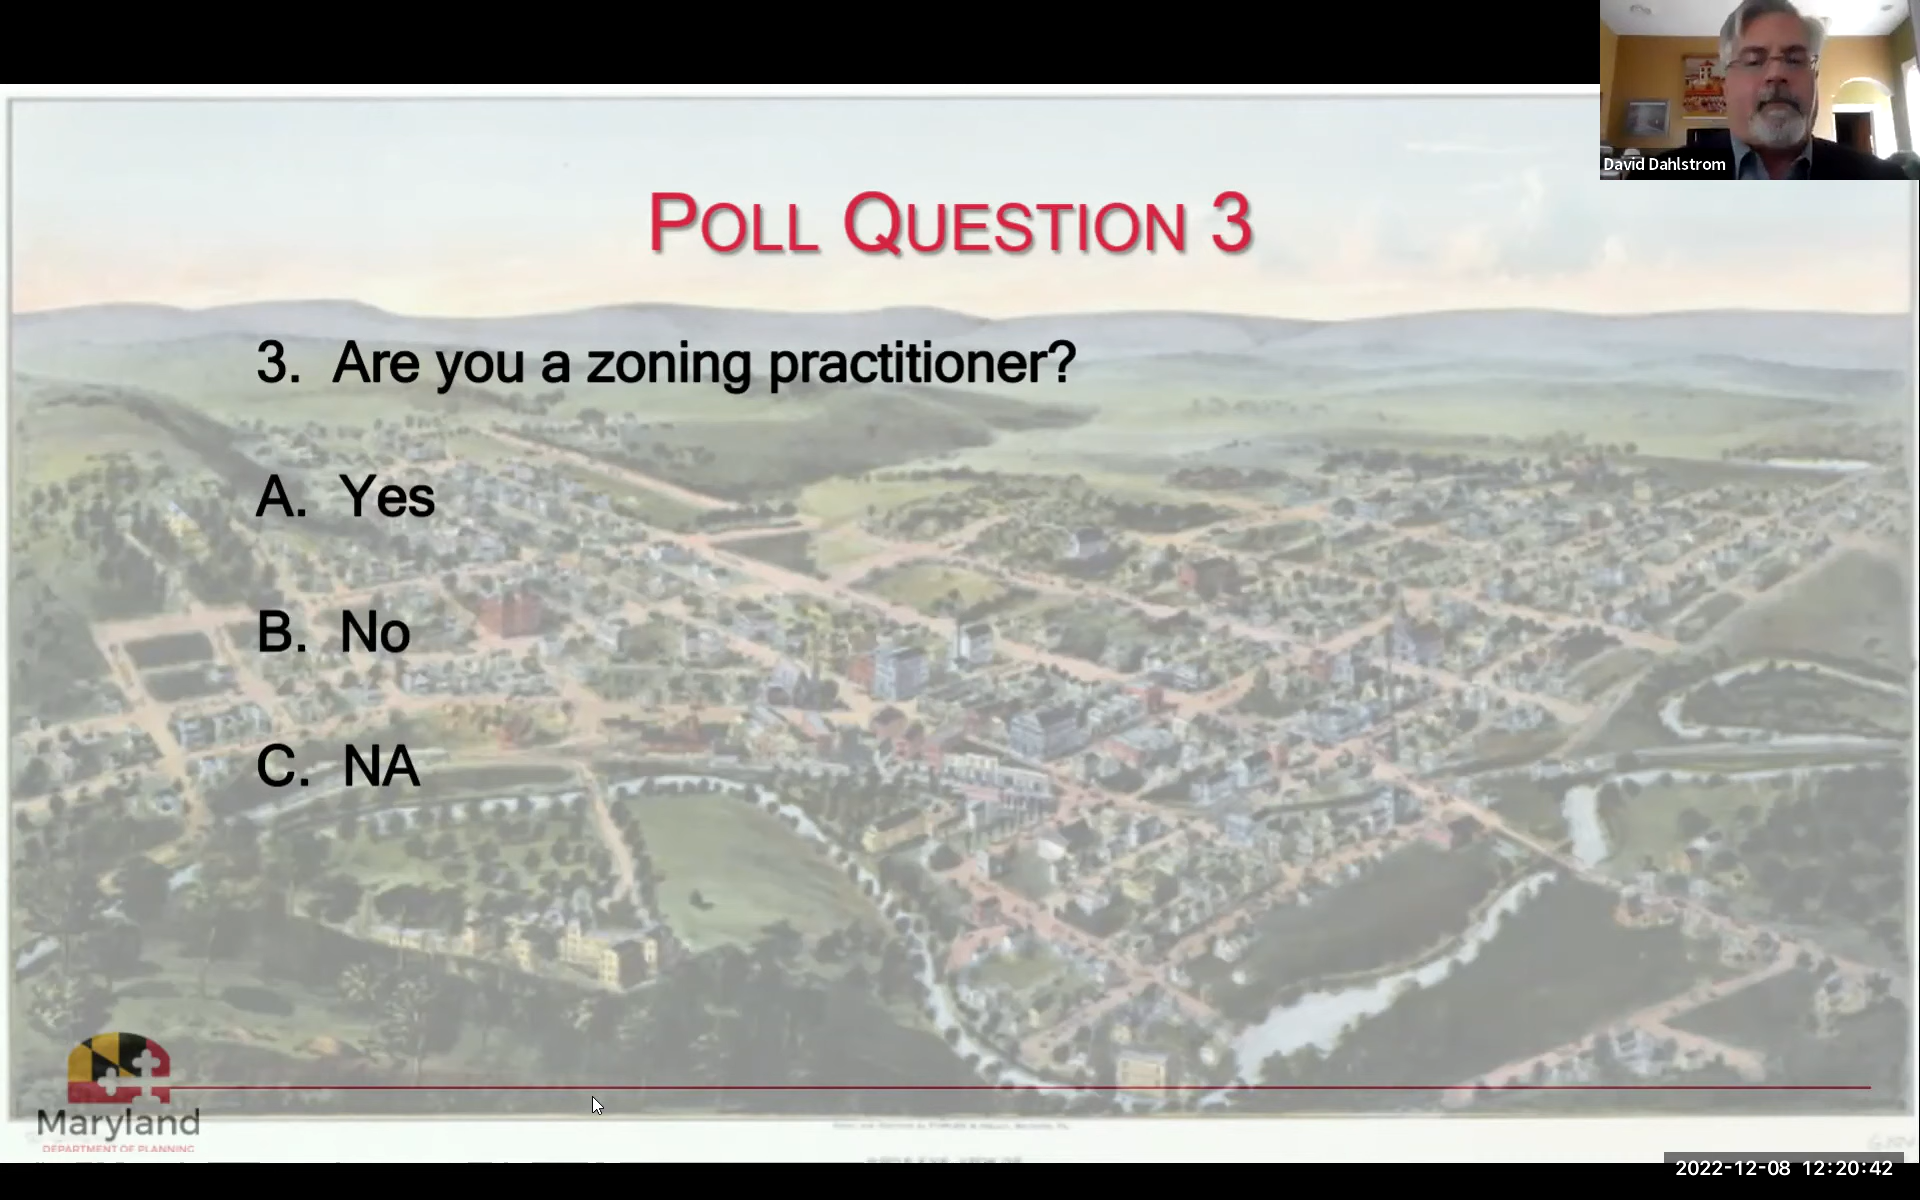 David Dahlstrom
POLL QUESTION 3
3. Are you a zoning practitioner?
A. Yes
B. No
C. NA
Maryland
DEPARTMENT OF PLANNING
2022-12-08 12:20:42